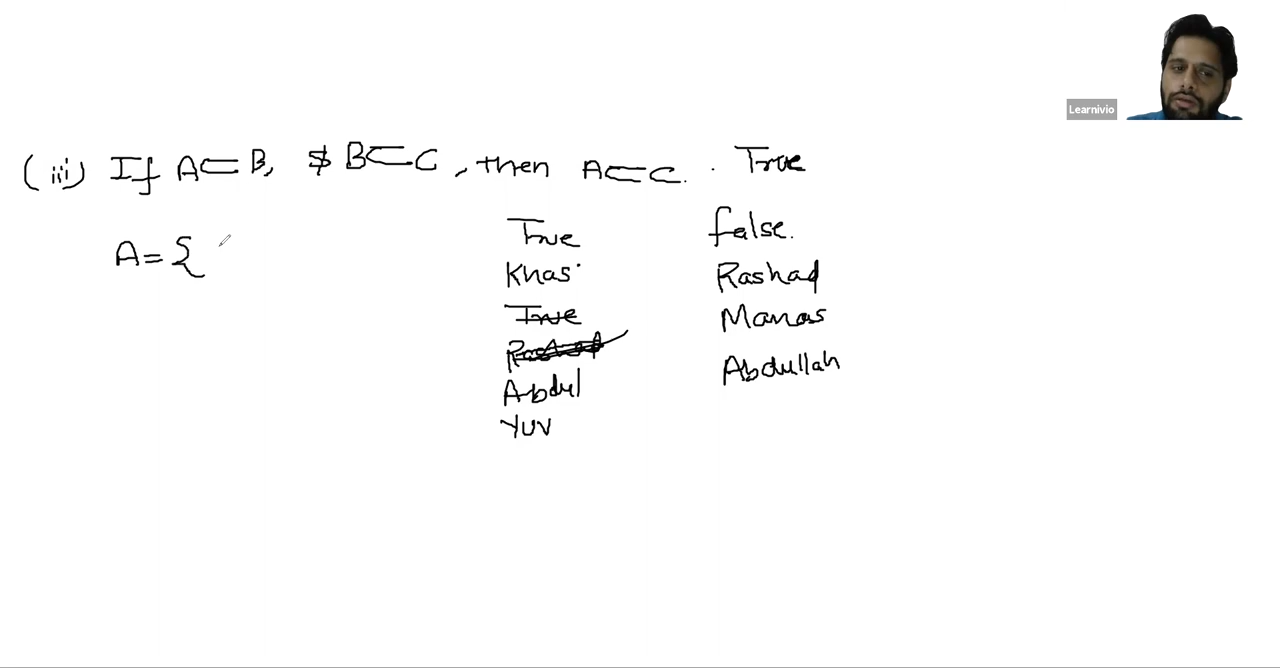 Learnivio
(iii) If A⊂B, & B⊂C, then A⊂C. . True
A = {
True false.
Khas Rashad
True Manas
Abdul Abdullah
Yuv